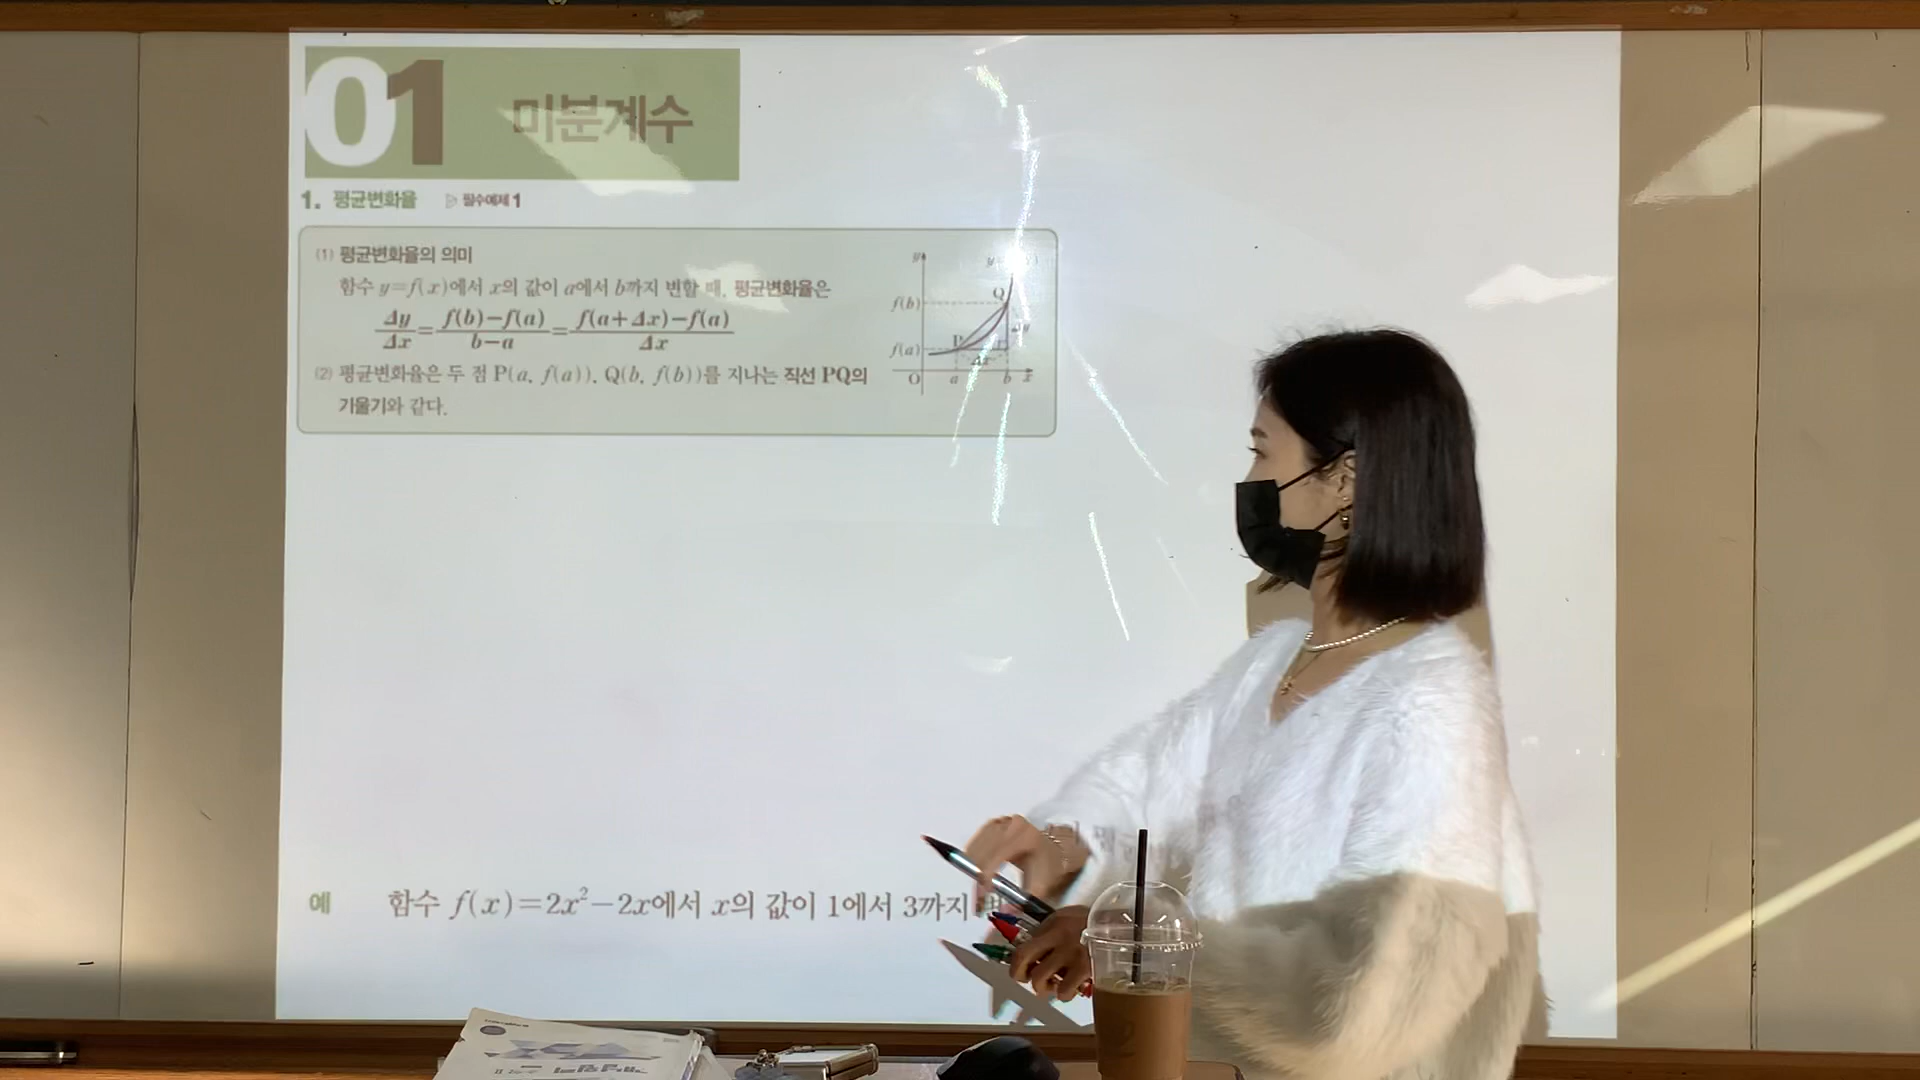 01 미분계수
1. 평균변화율 ▷ 필수예제 1
(1) 평균변화율의 의미
함수 y=f(x)에서 x의 값이 a에서 b까지 변할 때, 평균변화율은
Δy/Δx = f(b)-f(a)/b-a = f(a+Δx)-f(a)/Δx
(2) 평균변화율은 두 점 P(a, f(a)), Q(b, f(b))를 지나는 직선 PQ의
기울기와 같다.
y
Q
f(b)
P
f(a)
Δx
O a b x
예 함수 f(x)=2x²-2x에서 x의 값이 1에서 3까지